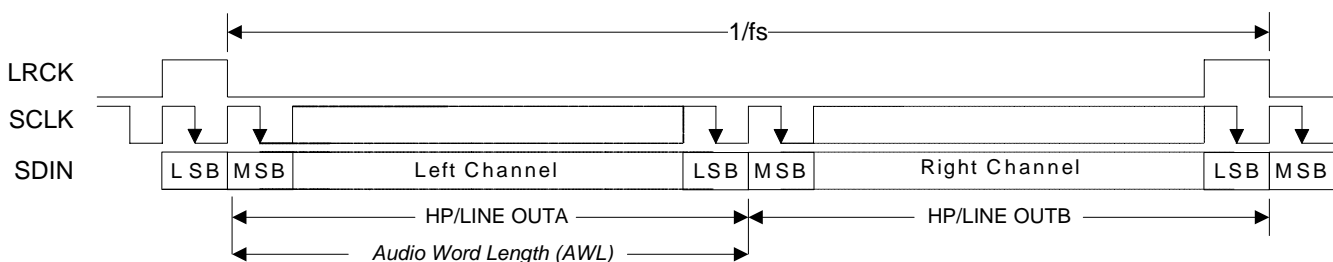 1/fs
LRCK
SCLK
SDIN
LSB
MSB
Left Channel
LSB
MSB
Right Channel
LSB
MSB
HP/LINE OUTA
HP/LINE OUTB
Audio Word Length (AWL)